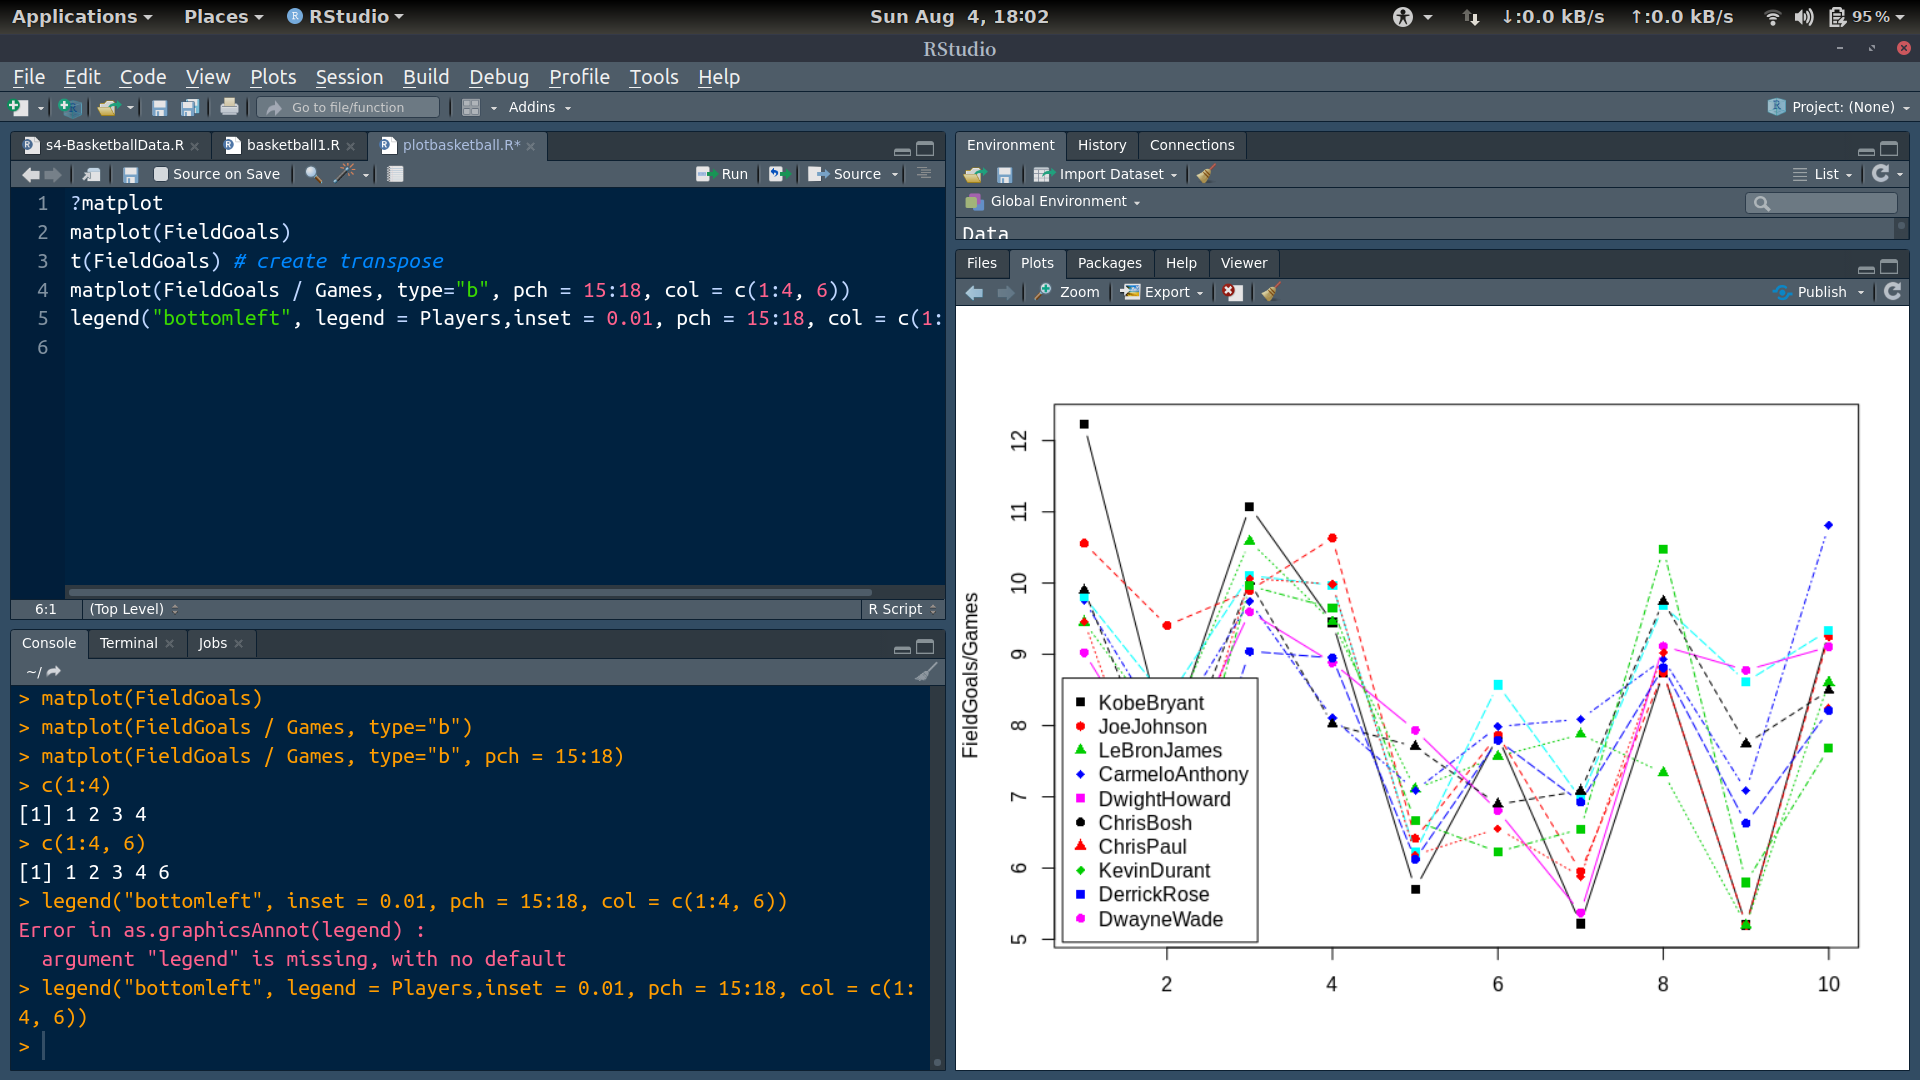 Applications Places RStudio Sun Aug 4, 18:02 ↓:0.0 kB/s ↑:0.0 kB/s 95%
RStudio
File Edit Code View Plots Session Build Debug Profile Tools Help
Go to file/function Addins Project: (None)
s4-BasketballData.R basketball1.R plotbasketball.R*
Source on Save Run Source
1 ?matplot
2 matplot(FieldGoals)
3 t(FieldGoals) # create transpose
4 matplot(FieldGoals / Games, type="b", pch = 15:18, col = c(1:4, 6))
5 legend("bottomleft", legend = Players,inset = 0.01, pch = 15:18, col = c(1:
6
6:1 (Top Level) R Script
Console Terminal Jobs
~/
> matplot(FieldGoals)
> matplot(FieldGoals / Games, type="b")
> matplot(FieldGoals / Games, type="b", pch = 15:18)
> c(1:4)
[1] 1 2 3 4
> c(1:4, 6)
[1] 1 2 3 4 6
> legend("bottomleft", inset = 0.01, pch = 15:18, col = c(1:4, 6))
Error in as.graphicsAnnot(legend) :
argument "legend" is missing, with no default
> legend("bottomleft", legend = Players,inset = 0.01, pch = 15:18, col = c(1:
4, 6))
>
Environment History Connections
Import Dataset List
Global Environment
Data
Files Plots Packages Help Viewer
Zoom Export Publish
FieldGoals/Games
12
11
10
9
8
7
6
5
KobeBryant
JoeJohnson
LeBronJames
CarmeloAnthony
DwightHoward
ChrisBosh
ChrisPaul
KevinDurant
DerrickRose
DwayneWade
2 4 6 8 10